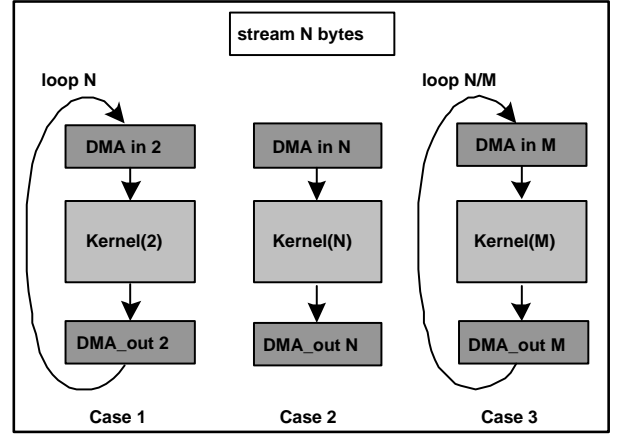 stream N bytes
loop N
loop N/M
DMA in 2
DMA in N
DMA in M
Kernel(2)
Kernel(N)
Kernel(M)
DMA_out 2
DMA_out N
DMA_out M
Case 1
Case 2
Case 3